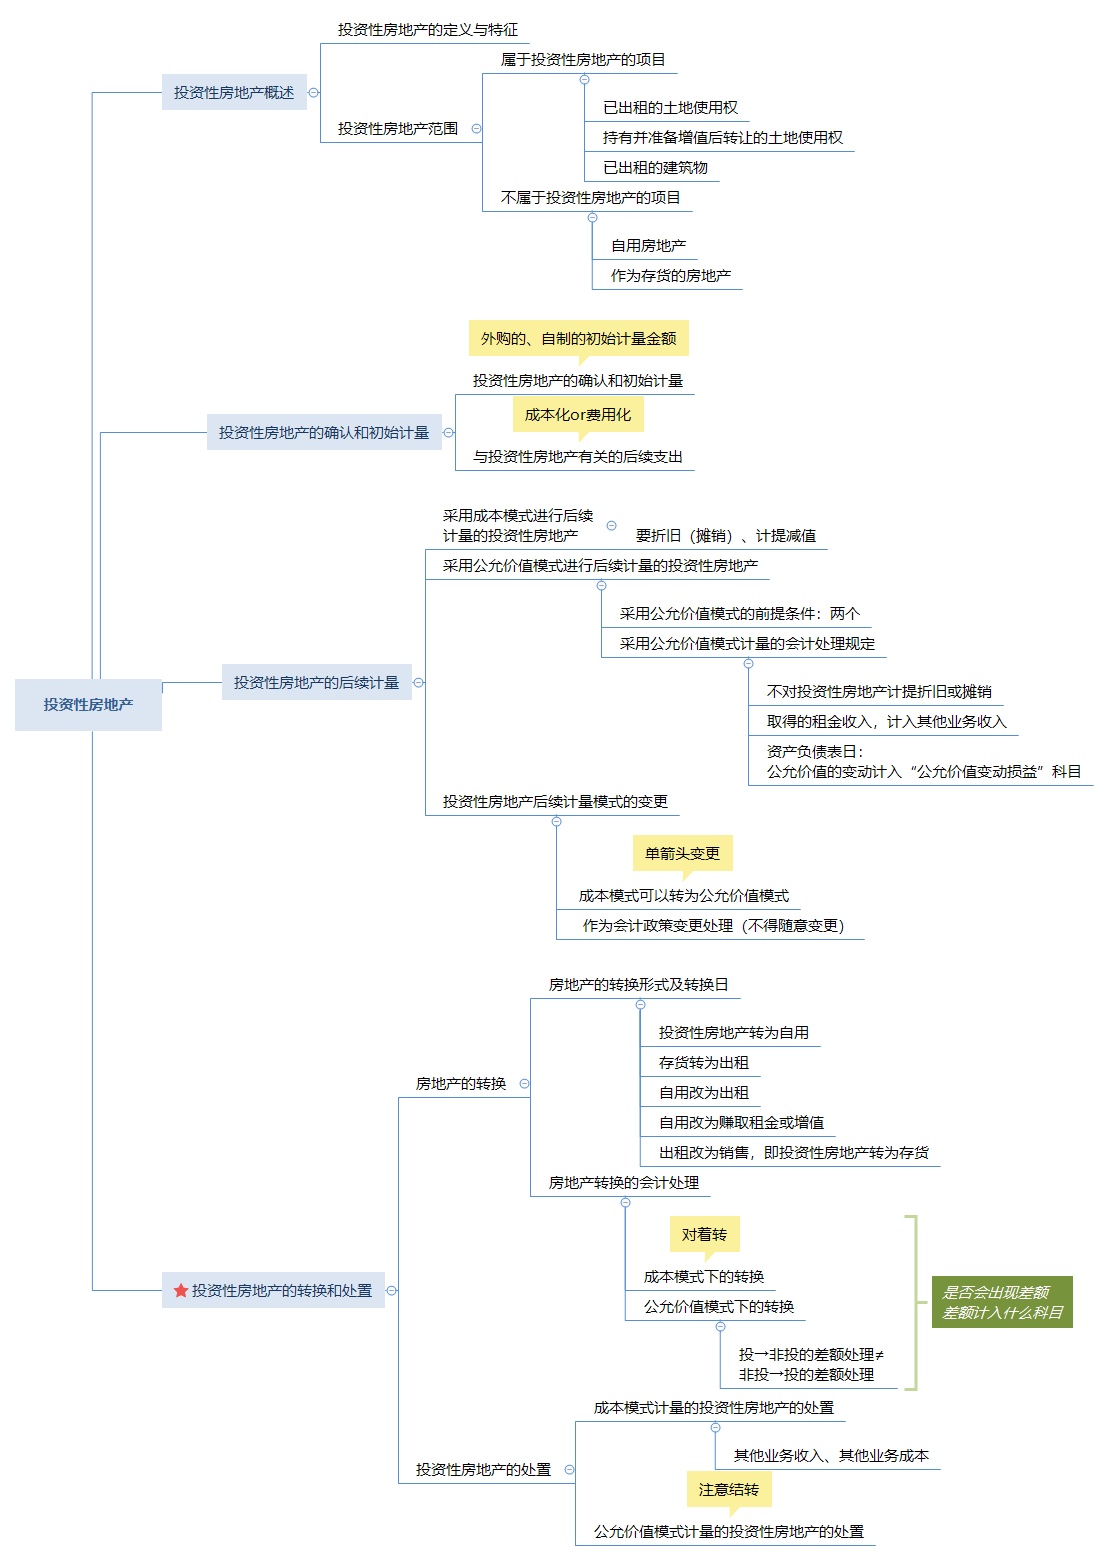 投资性房地产的定义与特征
属于投资性房地产的项目
投资性房地产概述
已出租的土地使用权
投资性房地产范围
持有并准备增值后转让的土地使用权
已出租的建筑物
不属于投资性房地产的项目
自用房地产
作为存货的房地产
外购的、自制的初始计量金额
投资性房地产的确认和初始计量
成本化or费用化
投资性房地产的确认和初始计量
与投资性房地产有关的后续支出
采用成本模式进行后续
计量的投资性房地产
要折旧（摊销）、计提减值
采用公允价值模式进行后续计量的投资性房地产
采用公允价值模式的前提条件：两个
采用公允价值模式计量的会计处理规定
投资性房地产的后续计量
不对投资性房地产计提折旧或摊销
投资性房地产
取得的租金收入，计入其他业务收入
资产负债表日：
公允价值的变动计入“公允价值变动损益”科目
投资性房地产后续计量模式的变更
单箭头变更
成本模式可以转为公允价值模式
作为会计政策变更处理（不得随意变更）
房地产的转换形式及转换日
投资性房地产转为自用
存货转为出租
房地产的转换
自用改为出租
自用改为赚取租金或增值
出租改为销售，即投资性房地产转为存货
房地产转换的会计处理
对着转
成本模式下的转换
投资性房地产的转换和处置
是否会出现差额
差额计入什么科目
公允价值模式下的转换
投→非投的差额处理≠
非投→投的差额处理
成本模式计量的投资性房地产的处置
其他业务收入、其他业务成本
投资性房地产的处置
注意结转
公允价值模式计量的投资性房地产的处置